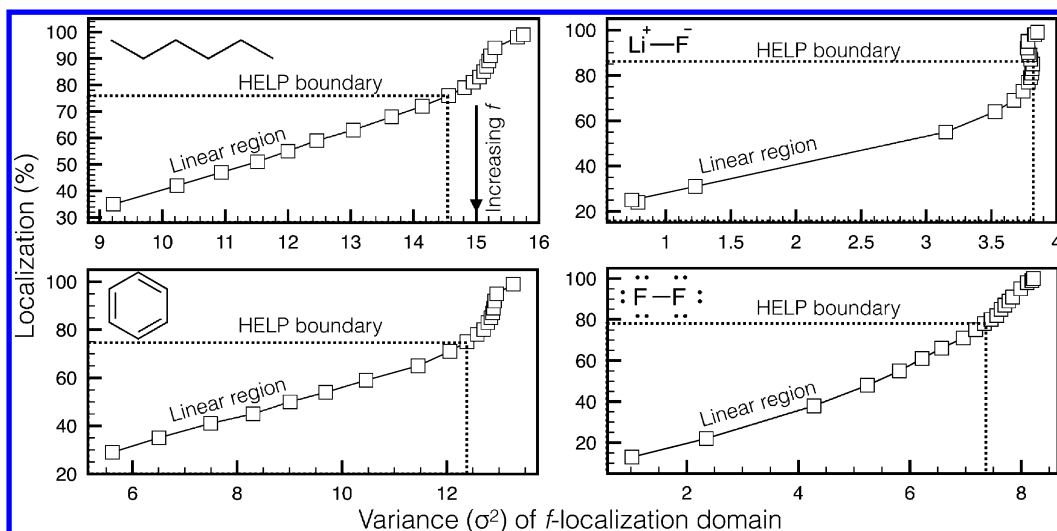 Localization (%)
100
90
80
70
60
50
40
30
HELP boundary
Linear region
Increasing f
9 10 11 12 13 14 15 16
100
80
60
40
20
Li+—F−
HELP boundary
Linear region
1 1.5 2 2.5 3 3.5 4
100
80
60
40
20
HELP boundary
Linear region
6 8 10 12
100
80
60
40
20
:F—F:
HELP boundary
Linear region
2 4 6 8
Variance (σ²) of f-localization domain